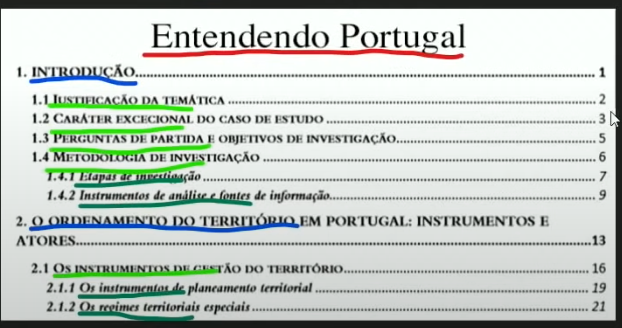 Entendendo Portugal
1. INTRODUÇÃO.................................................................................................... 1
1.1 JUSTIFICAÇÃO DA TEMÁTICA .................................................................... 2
1.2 CARÁTER EXCECIONAL DO CASO DE ESTUDO ........................................... 3
1.3 PERGUNTAS DE PARTIDA E OBJETIVOS DE INVESTIGAÇÃO......................... 5
1.4 METODOLOGIA DE INVESTIGAÇÃO ............................................................ 6
1.4.1 Etapas de investigação ............................................................................ 7
1.4.2 Instrumentos de análise e fontes de informação........................................ 9
2. O ORDENAMENTO DO TERRITÓRIO EM PORTUGAL: INSTRUMENTOS E
ATORES.............................................................................................................13
2.1 OS INSTRUMENTOS DE GESTÃO DO TERRITÓRIO..................................... 16
2.1.1 Os instrumentos de planeamento territorial ............................................. 19
2.1.2 Os regimes territoriais especiais .............................................................. 21